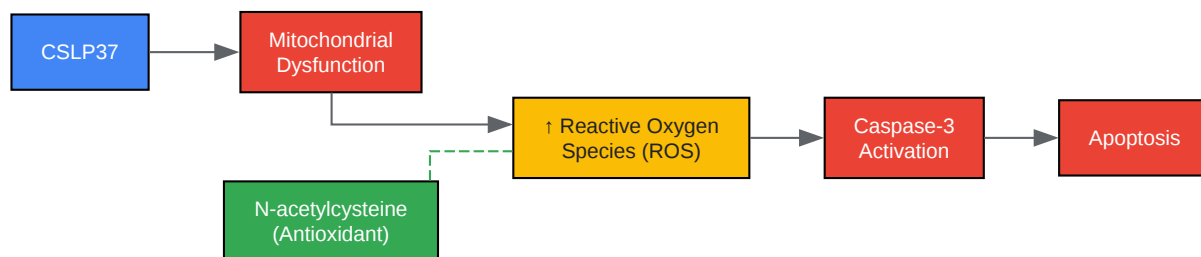 CSLP37
Mitochondrial
Dysfunction
↑ Reactive Oxygen
Species (ROS)
Caspase-3
Activation
Apoptosis
N-acetylcysteine
(Antioxidant)